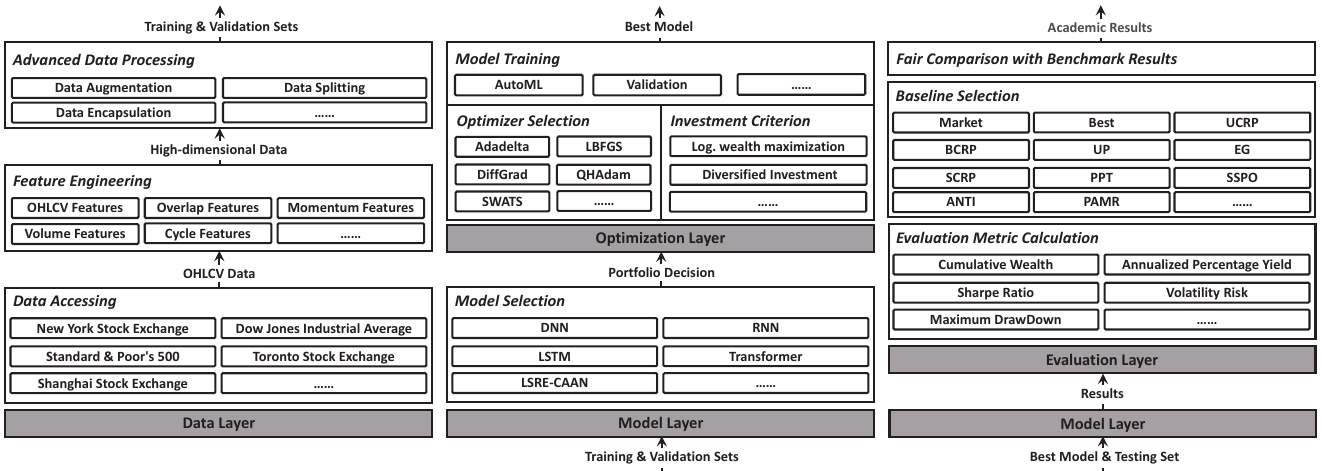 Training & Validation Sets
Advanced Data Processing
Data Augmentation
Data Splitting
Data Encapsulation
......
High-dimensional Data
Feature Engineering
OHLCV Features
Overlap Features
Momentum Features
Volume Features
Cycle Features
......
OHLCV Data
Data Accessing
New York Stock Exchange
Dow Jones Industrial Average
Standard & Poor's 500
Toronto Stock Exchange
Shanghai Stock Exchange
......
Data Layer
Best Model
Model Training
AutoML
Validation
......
Optimizer Selection
Adadelta
LBFGS
DiffGrad
QHAdam
SWATS
......
Investment Criterion
Log. wealth maximization
Diversified Investment
......
Optimization Layer
Portfolio Decision
Model Selection
DNN
RNN
LSTM
Transformer
LSRE-CAAN
......
Model Layer
Training & Validation Sets
Academic Results
Fair Comparison with Benchmark Results
Baseline Selection
Market
Best
UCRP
BCRP
UP
EG
SCRP
PPT
SSPO
ANTI
PAMR
......
Evaluation Metric Calculation
Cumulative Wealth
Annualized Percentage Yield
Sharpe Ratio
Volatility Risk
Maximum DrawDown
......
Evaluation Layer
Results
Model Layer
Best Model & Testing Set